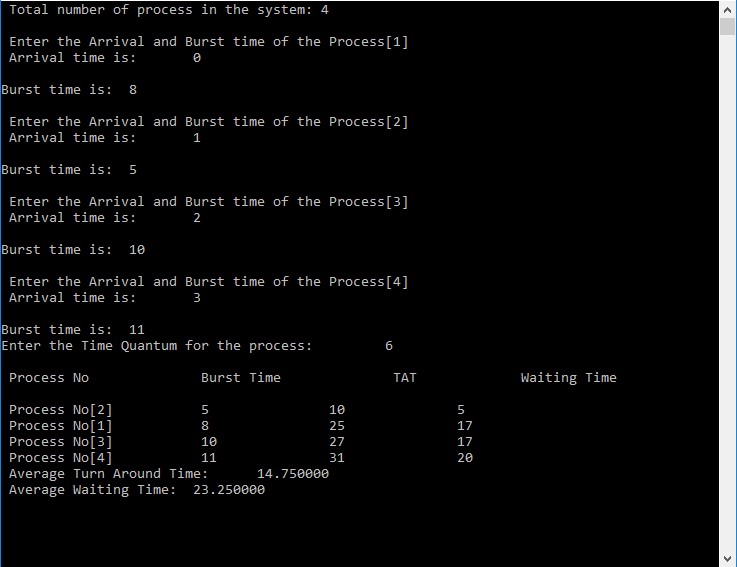 Total number of process in the system: 4
Enter the Arrival and Burst time of the Process[1]
Arrival time is: 0
Burst time is: 8
Enter the Arrival and Burst time of the Process[2]
Arrival time is: 1
Burst time is: 5
Enter the Arrival and Burst time of the Process[3]
Arrival time is: 2
Burst time is: 10
Enter the Arrival and Burst time of the Process[4]
Arrival time is: 3
Burst time is: 11
Enter the Time Quantum for the process: 6
Process No Burst Time TAT Waiting Time
Process No[2] 5 10 5
Process No[1] 8 25 17
Process No[3] 10 27 17
Process No[4] 11 31 20
Average Turn Around Time: 14.750000
Average Waiting Time: 23.250000